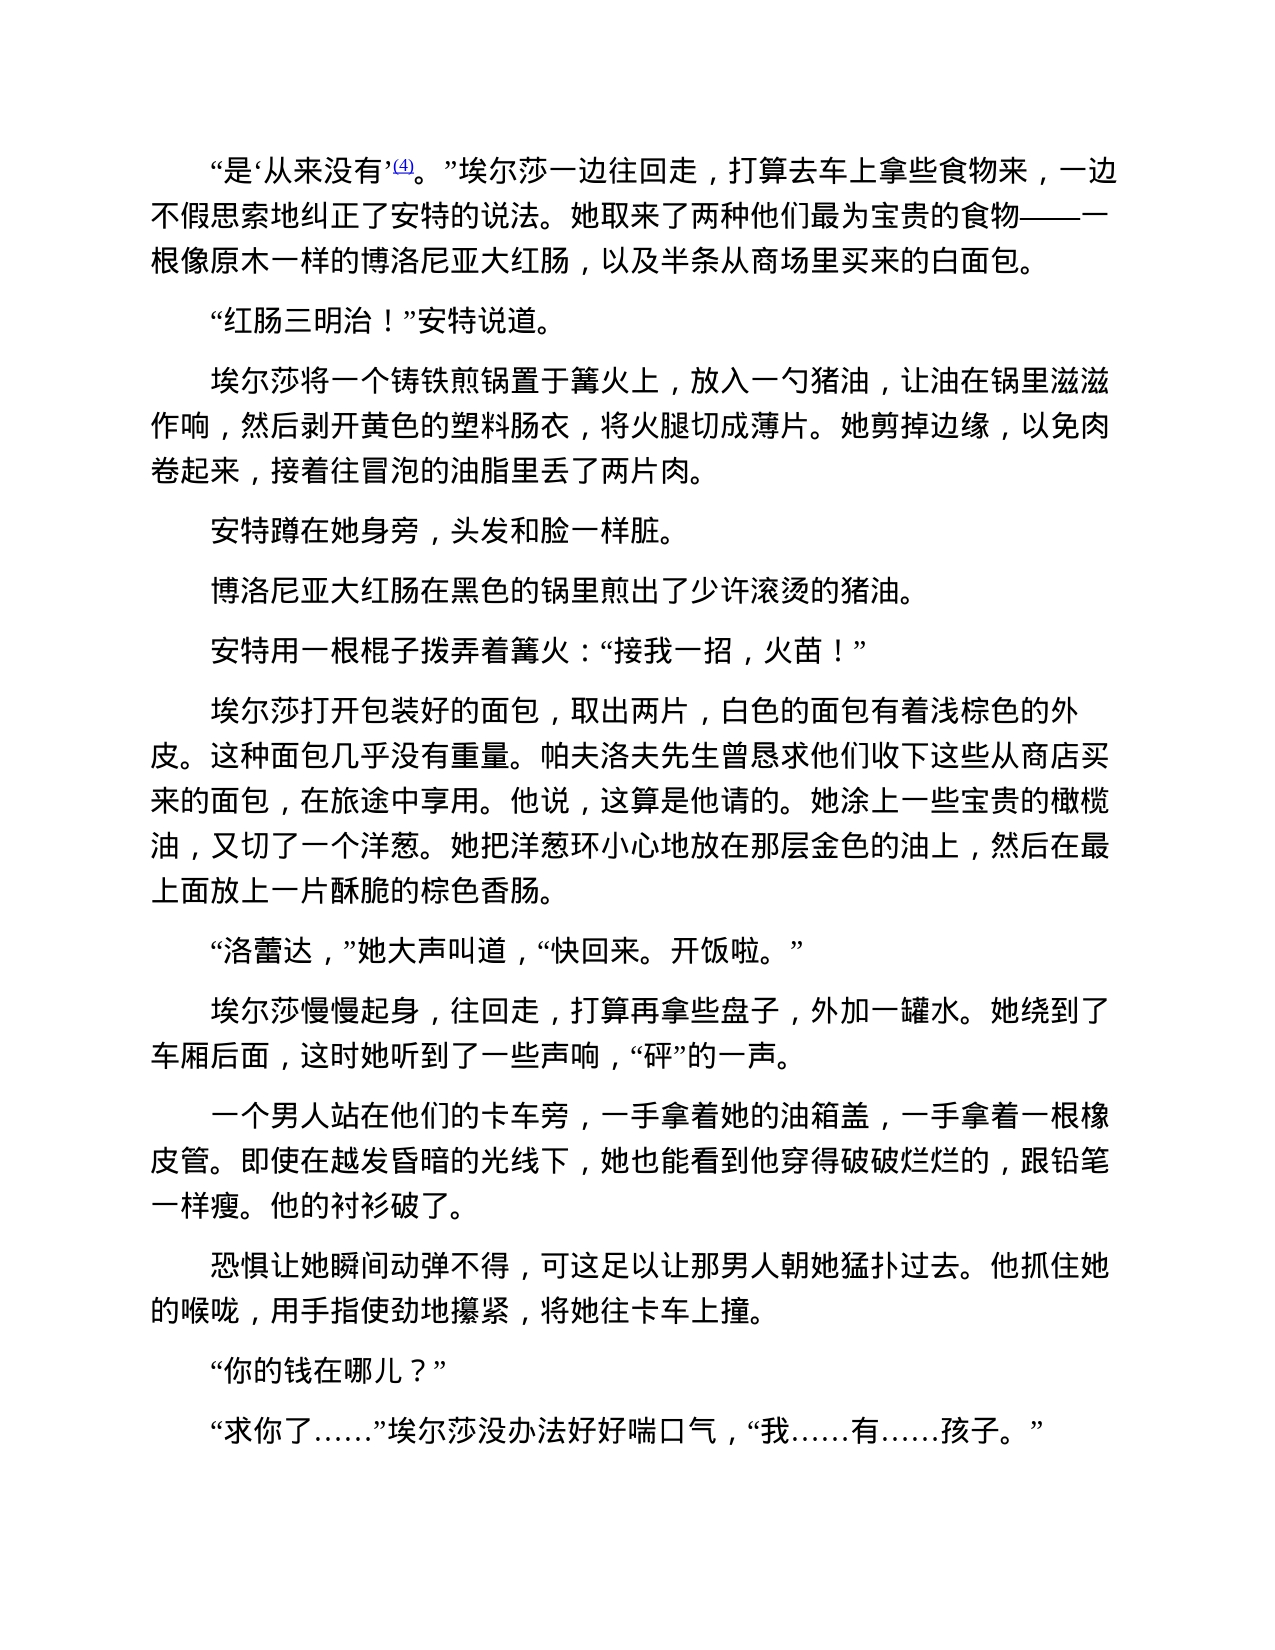 “是‘从来没有’(4)。”埃尔莎一边往回走，打算去车上拿些食物来，一边
不假思索地纠正了安特的说法。她取来了两种他们最为宝贵的食物——一
根像原木一样的博洛尼亚大红肠，以及半条从商场里买来的白面包。
“红肠三明治！”安特说道。
埃尔莎将一个铸铁煎锅置于篝火上，放入一勺猪油，让油在锅里滋滋
作响，然后剥开黄色的塑料肠衣，将火腿切成薄片。她剪掉边缘，以免肉
卷起来，接着往冒泡的油脂里丢了两片肉。
安特蹲在她身旁，头发和脸一样脏。
博洛尼亚大红肠在黑色的锅里煎出了少许滚烫的猪油。
安特用一根棍子拨弄着篝火：“接我一招，火苗！”
埃尔莎打开包装好的面包，取出两片，白色的面包有着浅棕色的外
皮。这种面包几乎没有重量。帕夫洛夫先生曾恳求他们收下这些从商店买
来的面包，在旅途中享用。他说，这算是他请的。她涂上一些宝贵的橄榄
油，又切了一个洋葱。她把洋葱环小心地放在那层金色的油上，然后在最
上面放上一片酥脆的棕色香肠。
“洛蕾达，”她大声叫道，“快回来。开饭啦。”
埃尔莎慢慢起身，往回走，打算再拿些盘子，外加一罐水。她绕到了
车厢后面，这时她听到了一些声响，“砰”的一声。
一个男人站在他们的卡车旁，一手拿着她的油箱盖，一手拿着一根橡
皮管。即使在越发昏暗的光线下，她也能看到他穿得破破烂烂的，跟铅笔
一样瘦。他的衬衫破了。
恐惧让她瞬间动弹不得，可这足以让那男人朝她猛扑过去。他抓住她
的喉咙，用手指使劲地攥紧，将她往卡车上撞。
“你的钱在哪儿？”
“求你了……”埃尔莎没办法好好喘口气，“我……有……孩子。”